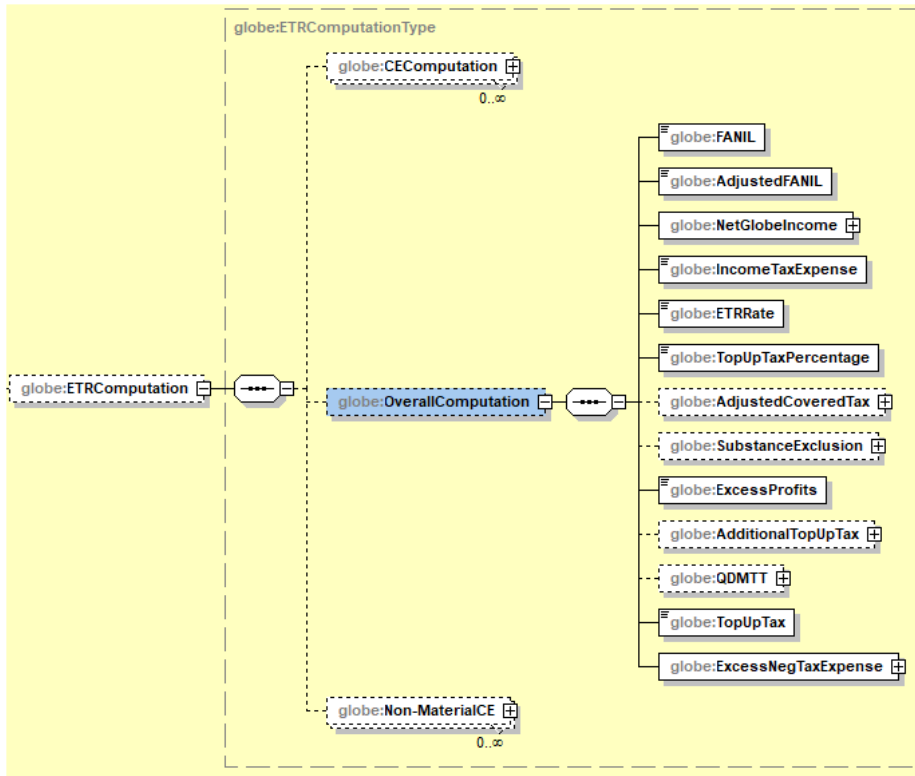 globe:ETRComputationType
globe:CEComputation
0..∞
globe:FANIL
globe:AdjustedFANIL
globe:NetGlobeIncome
globe:IncomeTaxExpense
globe:ETRRate
globe:TopUpTaxPercentage
globe:ETRComputation
globe:OverallComputation
globe:AdjustedCoveredTax
globe:SubstanceExclusion
globe:ExcessProfits
globe:AdditionalTopUpTax
globe:QDMTT
globe:TopUpTax
globe:ExcessNegTaxExpense
globe:Non-MaterialCE
0..∞